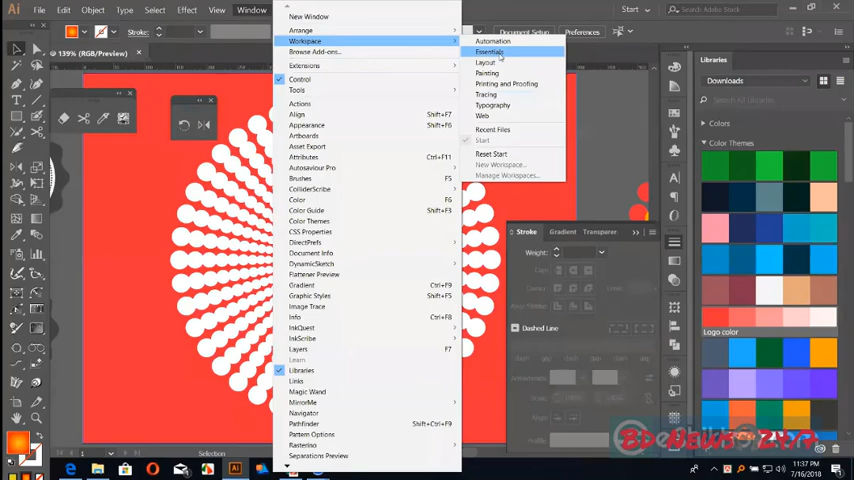 Ai File Edit Object Type Select Effect View Window Start Search Adobe Stock
Stroke: Document Setup Preferences
@ 139% (RGB/Preview) ×
New Window
Arrange
Workspace
Browse Add-ons...
Extensions
Control
Tools
Actions
Align Shift+F7
Appearance Shift+F6
Artboards
Asset Export
Attributes Ctrl+F11
Autosaviour Pro
Brushes F5
ColliderScribe
Color F6
Color Guide Shift+F3
Color Themes
CSS Properties
DirectPrefs
Document Info
DynamicSketch
Flattener Preview
Gradient Ctrl+F9
Graphic Styles Shift+F5
Image Trace
Info Ctrl+F8
InkQuest
InkScribe
Layers F7
Learn
Libraries
Links
Magic Wand
MirrorMe
Navigator
Pathfinder Shift+Ctrl+F9
Pattern Options
Rasterino
Separations Preview
Automation
Essentials
Layout
Painting
Printing and Proofing
Tracing
Typography
Web
Recent Files
Start
Reset Start
New Workspace...
Manage Workspaces...
Stroke Gradient Transparer
Weight:
Dashed Line
Libraries
Downloads
Colors
Color Themes
Logo color
BDNEWS 24X7
Selection
11:37 PM
7/16/2018